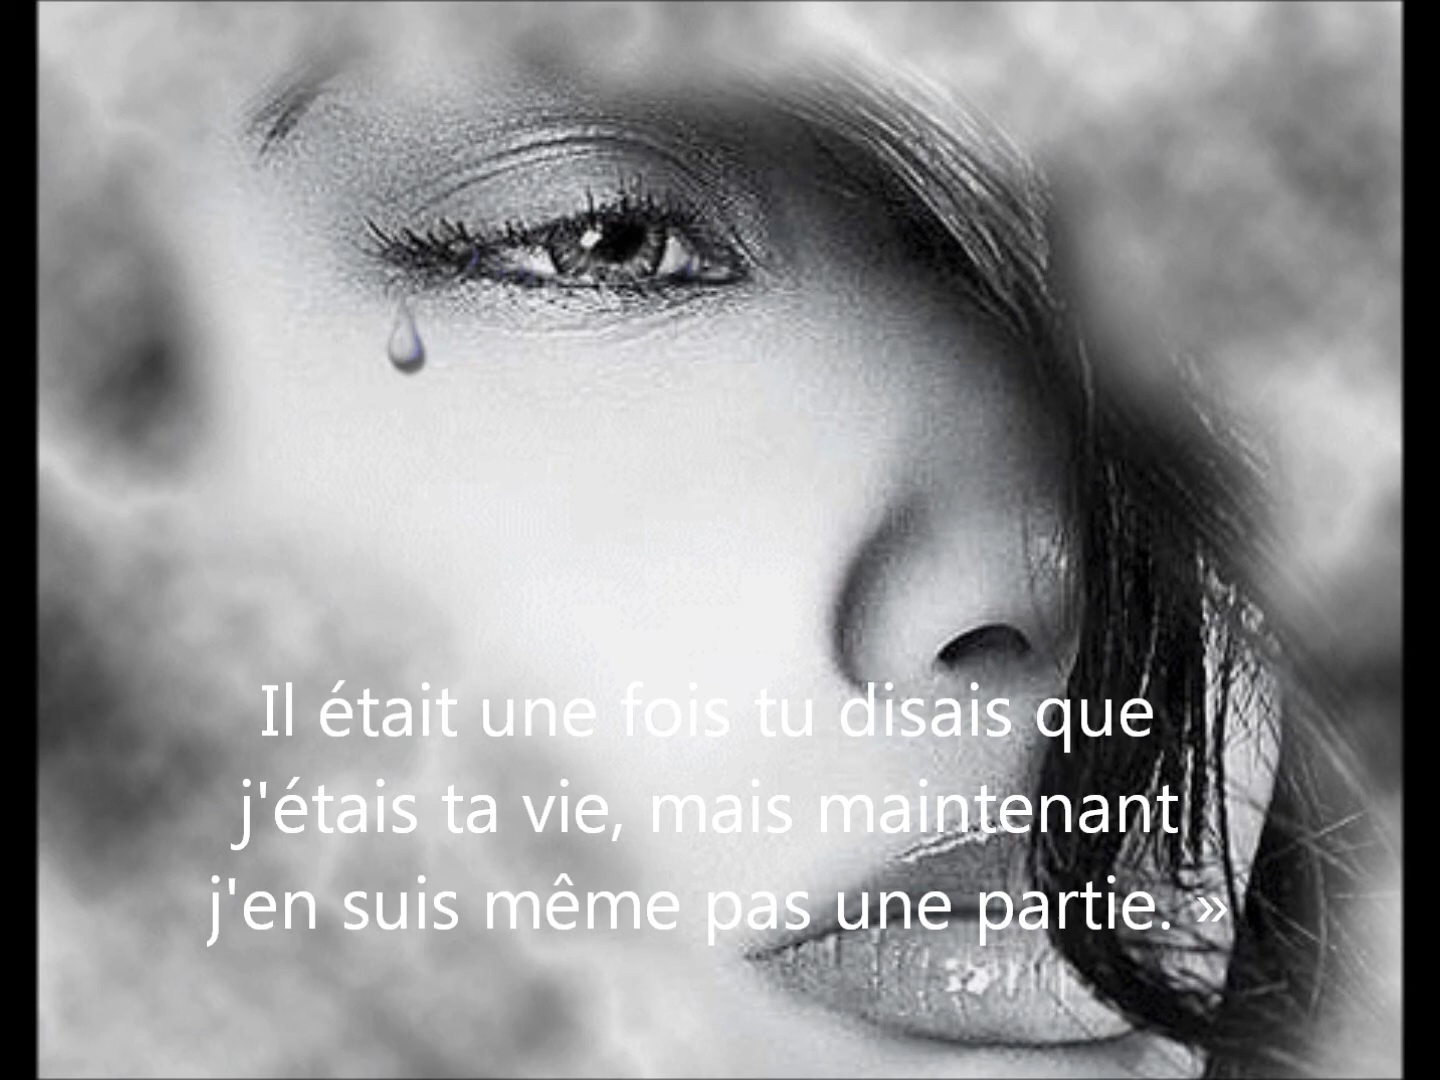 Il était une fois tu disais que
j'étais ta vie, mais maintenant
j'en suis même pas une partie. »